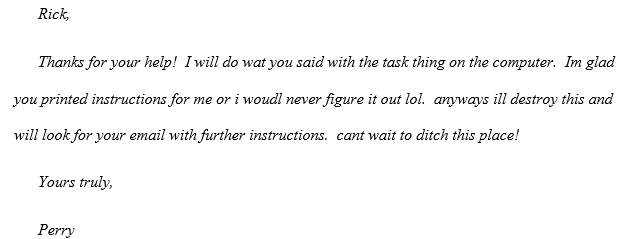 Rick,
Thanks for your help!  I will do wat you said with the task thing on the computer.  Im glad
you printed instructions for me or i woudl never figure it out lol.  anyways ill destroy this and
will look for your email with further instructions.  cant wait to ditch this place!
Yours truly,
Perry